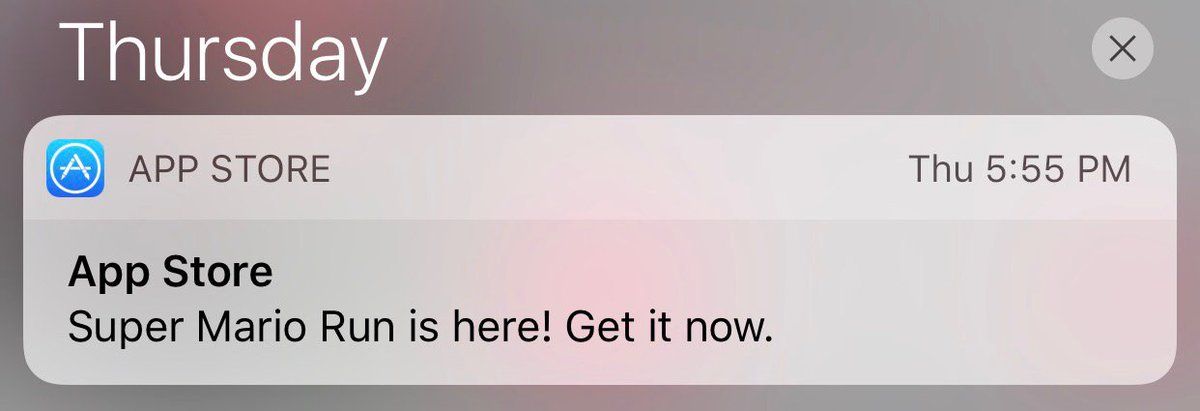 Thursday
APP STORE Thu 5:55 PM
App Store
Super Mario Run is here! Get it now.